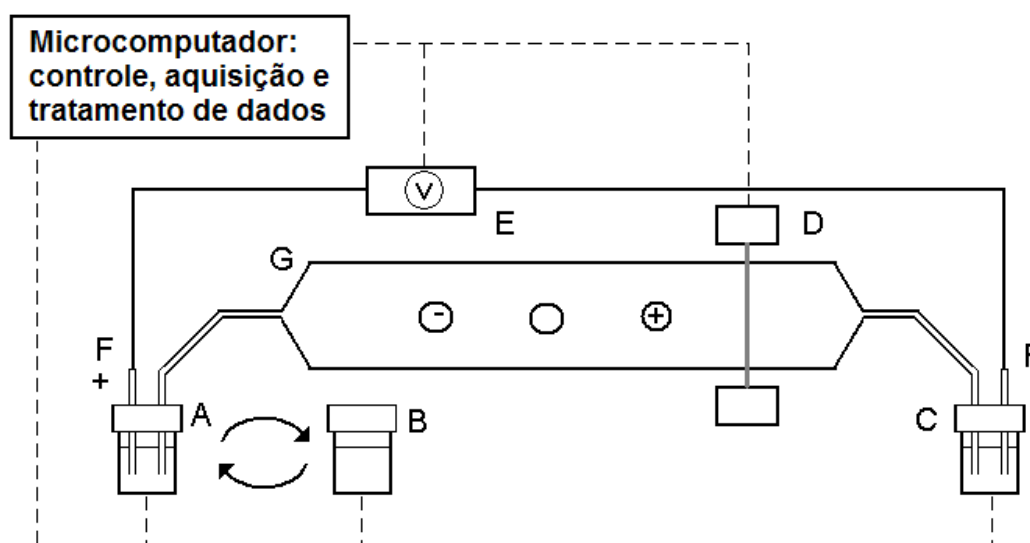 Microcomputador:
controle, aquisição e
tratamento de dados
V
E
D
G
-
+
F
+
A
B
C
F